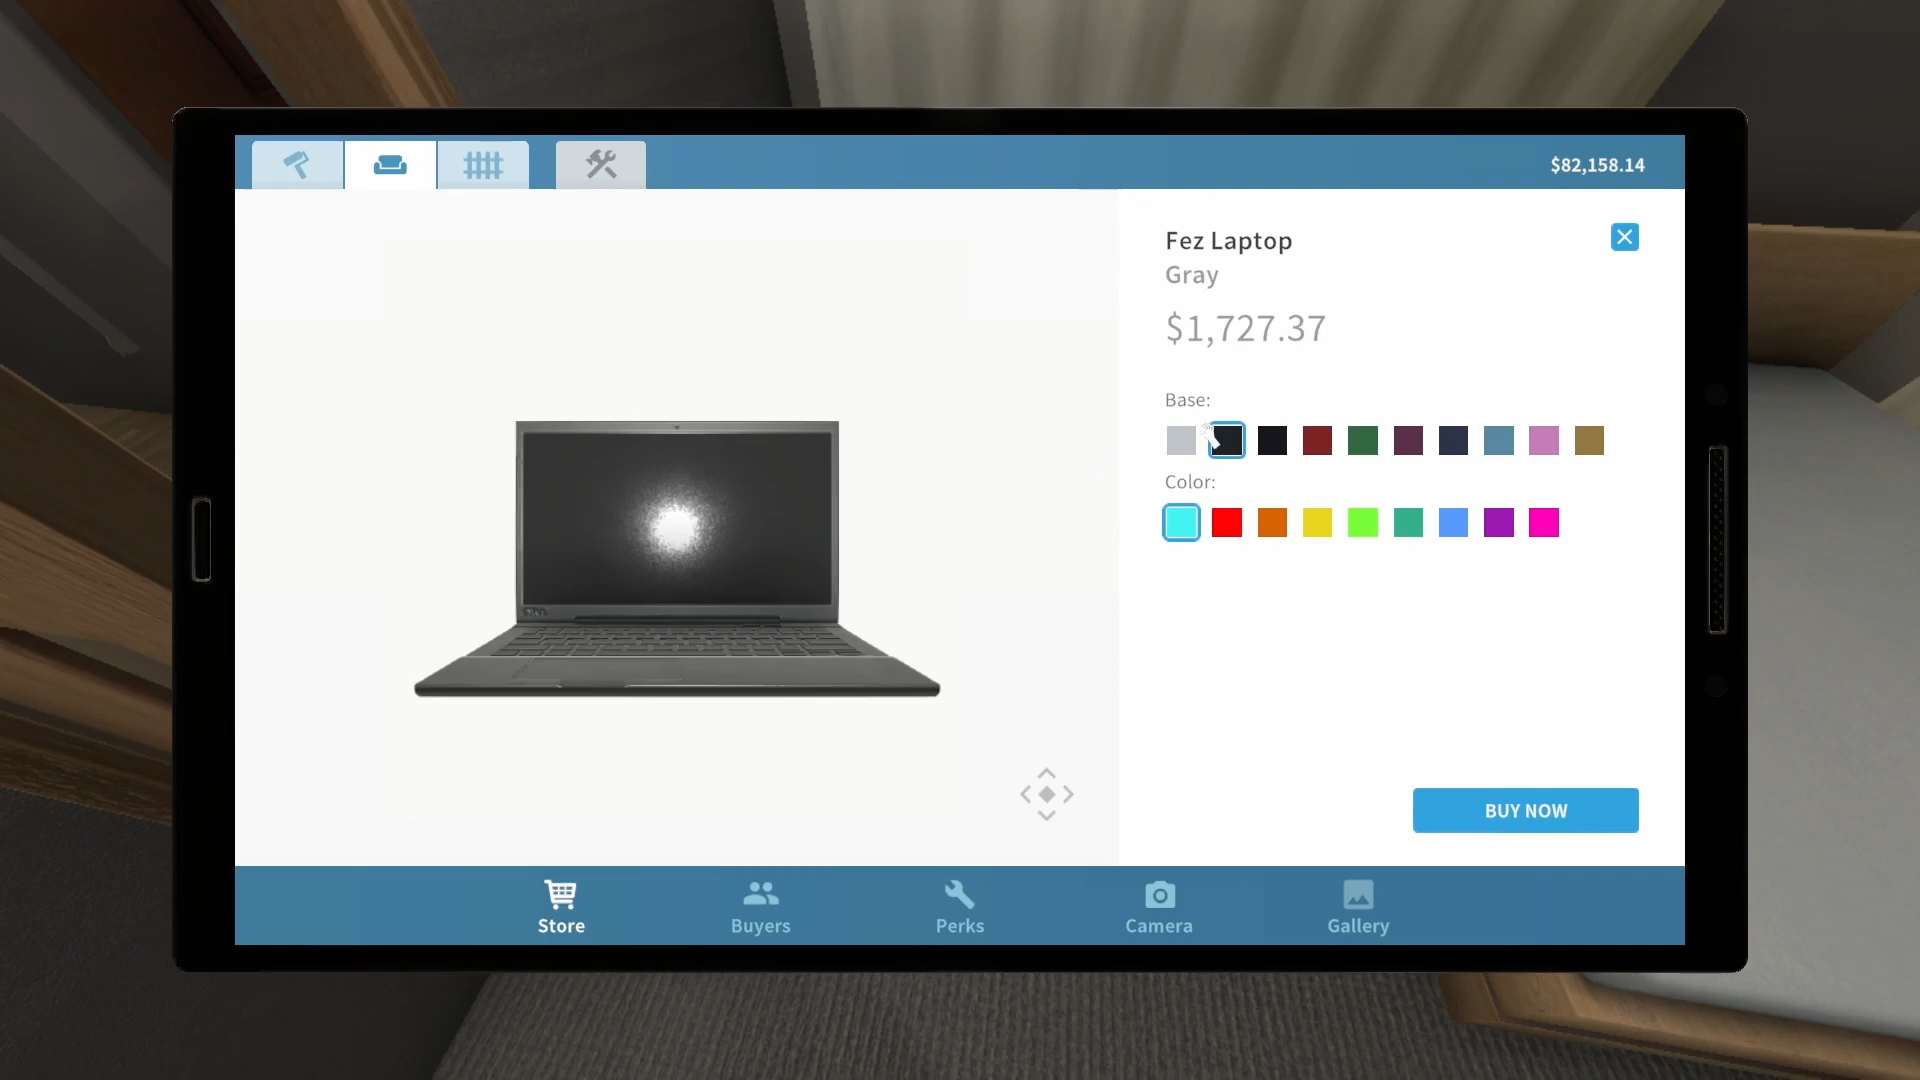 $82,158.14
Fez Laptop
Gray
$1,727.37
Base:
Color:
BUY NOW
Store
Buyers
Perks
Camera
Gallery